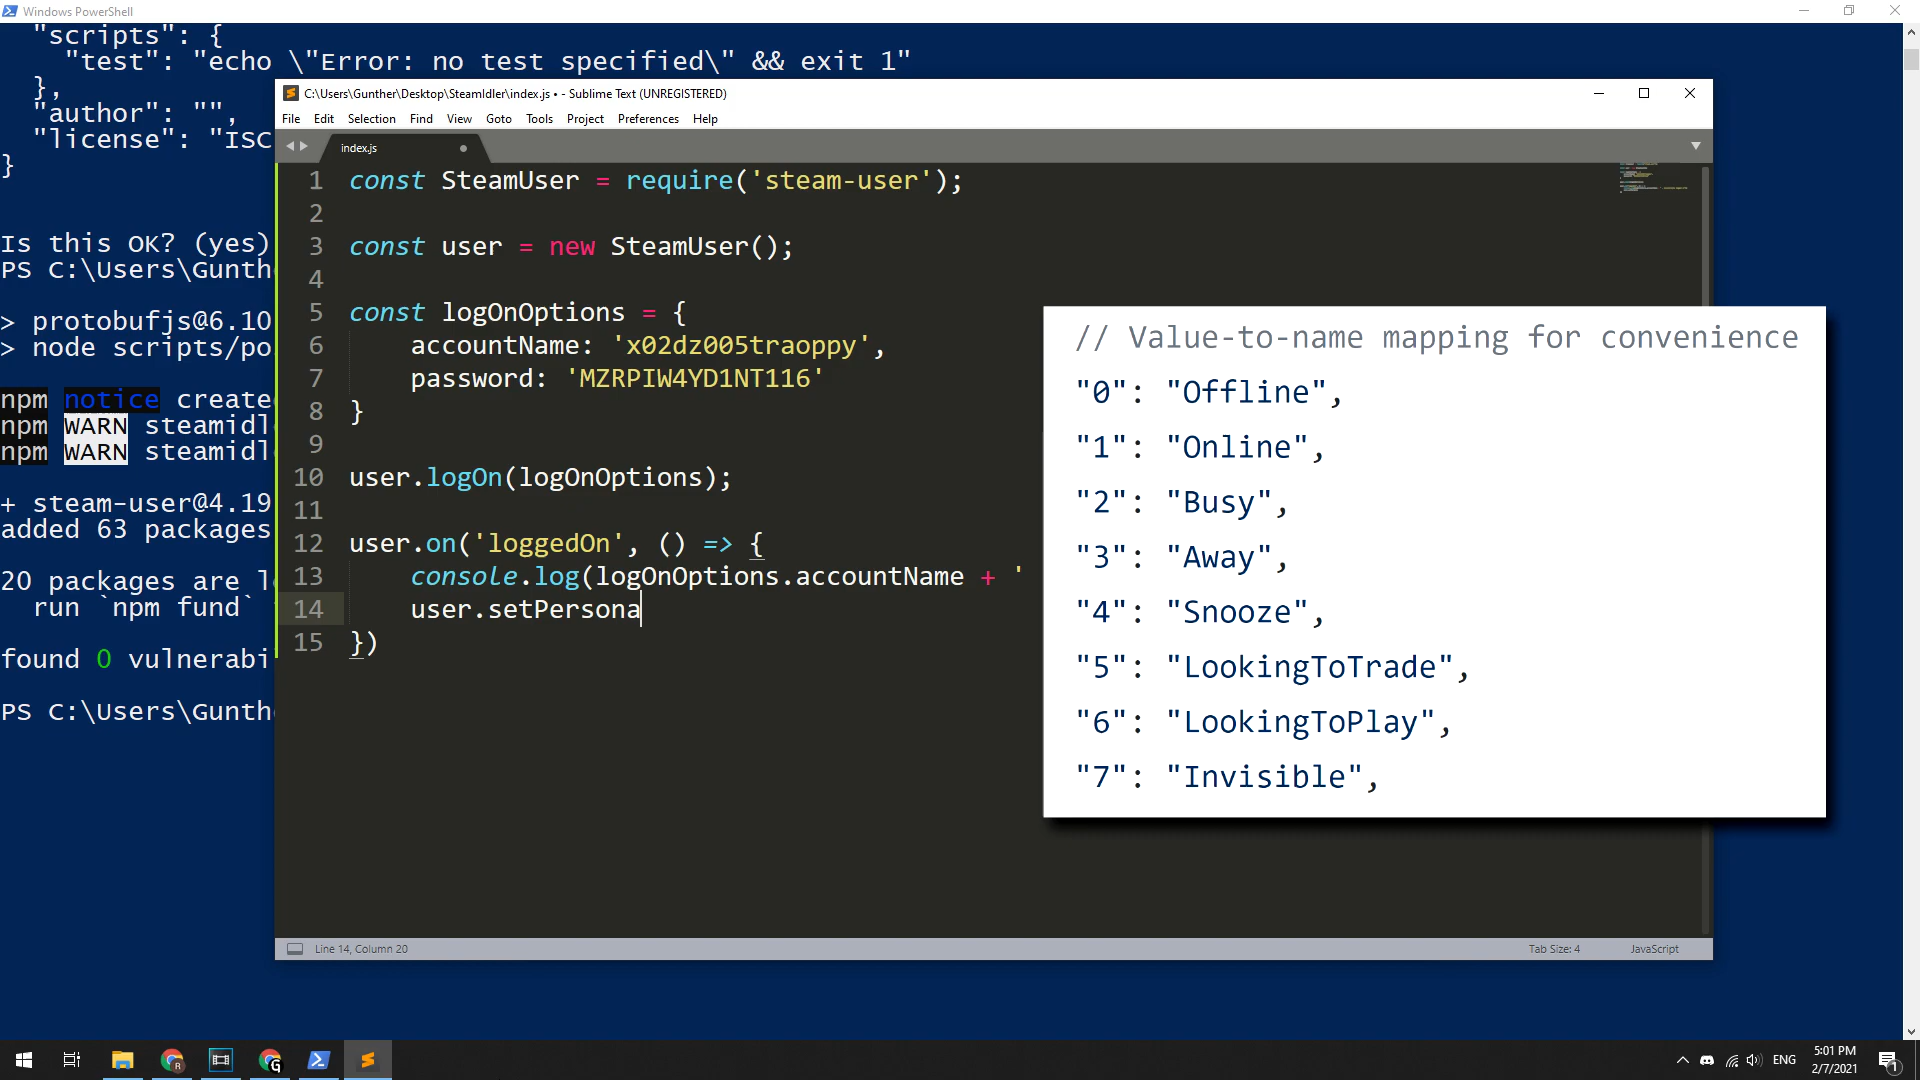 Windows PowerShell
"scripts": {
"test": "echo \"Error: no test specified\" && exit 1"
},
"author": "",
"license": "ISC
}
Is this OK? (yes)
PS C:\Users\Gunth
> protobufjs@6.10
> node scripts/po
npm notice create
npm WARN steamidl
npm WARN steamidl
+ steam-user@4.19
added 63 packages
20 packages are l
run `npm fund`
found 0 vulnerabi
PS C:\Users\Gunth
C:\Users\Gunther\Desktop\SteamIdler\index.js • - Sublime Text (UNREGISTERED)
File Edit Selection Find View Goto Tools Project Preferences Help
index.js
1 const SteamUser = require('steam-user');
2
3 const user = new SteamUser();
4
5 const logOnOptions = {
6 accountName: 'x02dz005traoppy',
7 password: 'MZRPIW4YD1NT116'
8 }
9
10 user.logOn(logOnOptions);
11
12 user.on('loggedOn', () => {
13 console.log(logOnOptions.accountName + '
14 user.setPersona
15 })
// Value-to-name mapping for convenience
"0": "Offline",
"1": "Online",
"2": "Busy",
"3": "Away",
"4": "Snooze",
"5": "LookingToTrade",
"6": "LookingToPlay",
"7": "Invisible",
Line 14, Column 20
Tab Size: 4
JavaScript
ENG
5:01 PM
2/7/2021
1